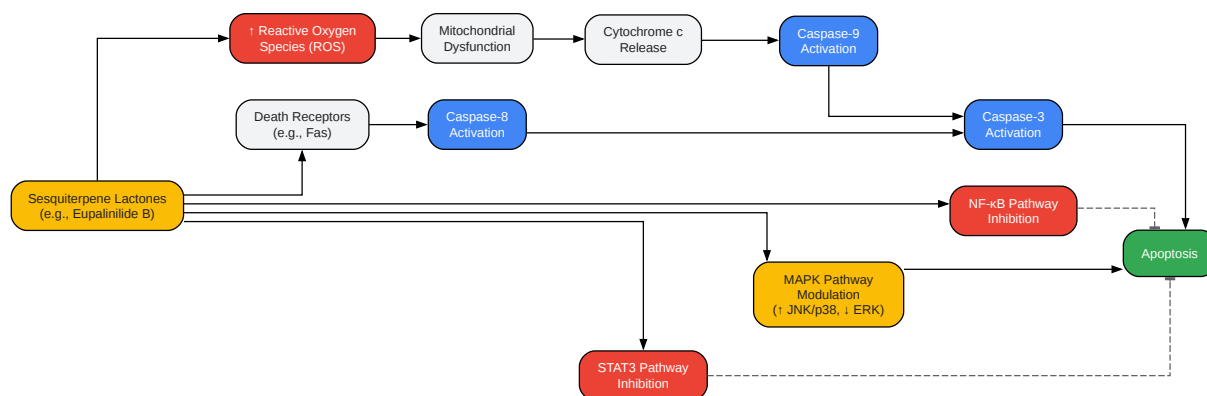 ↑ Reactive Oxygen
Species (ROS)
Mitochondrial
Dysfunction
Cytochrome c
Release
Caspase-9
Activation
Death Receptors
(e.g., Fas)
Caspase-8
Activation
Caspase-3
Activation
Sesquiterpene Lactones
(e.g., Eupalinilide B)
NF-κB Pathway
Inhibition
Apoptosis
MAPK Pathway
Modulation
(↑ JNK/p38, ↓ ERK)
STAT3 Pathway
Inhibition